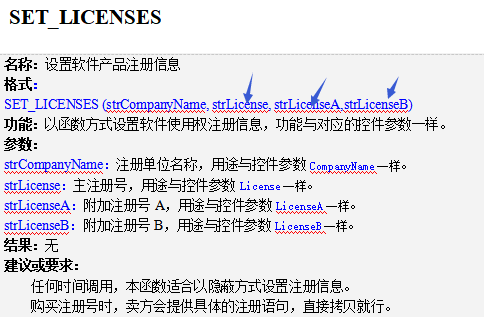 SET_LICENSES
名称：设置软件产品注册信息
格式：
SET_LICENSES (strCompanyName, strLicense, strLicenseA,strLicenseB)
功能：以函数方式设置软件使用权注册信息，功能与对应的控件参数一样。
参数：
strCompanyName：注册单位名称，用途与控件参数 CompanyName 一样。
strLicense：主注册号，用途与控件参数 License 一样。
strLicenseA：附加注册号 A，用途与控件参数 LicenseA 一样。
strLicenseB：附加注册号 B，用途与控件参数 LicenseB 一样。
结果：无
建议或要求：
任何时间调用，本函数适合以隐蔽方式设置注册信息。
购买注册号时，卖方会提供具体的注册语句，直接拷贝就行。